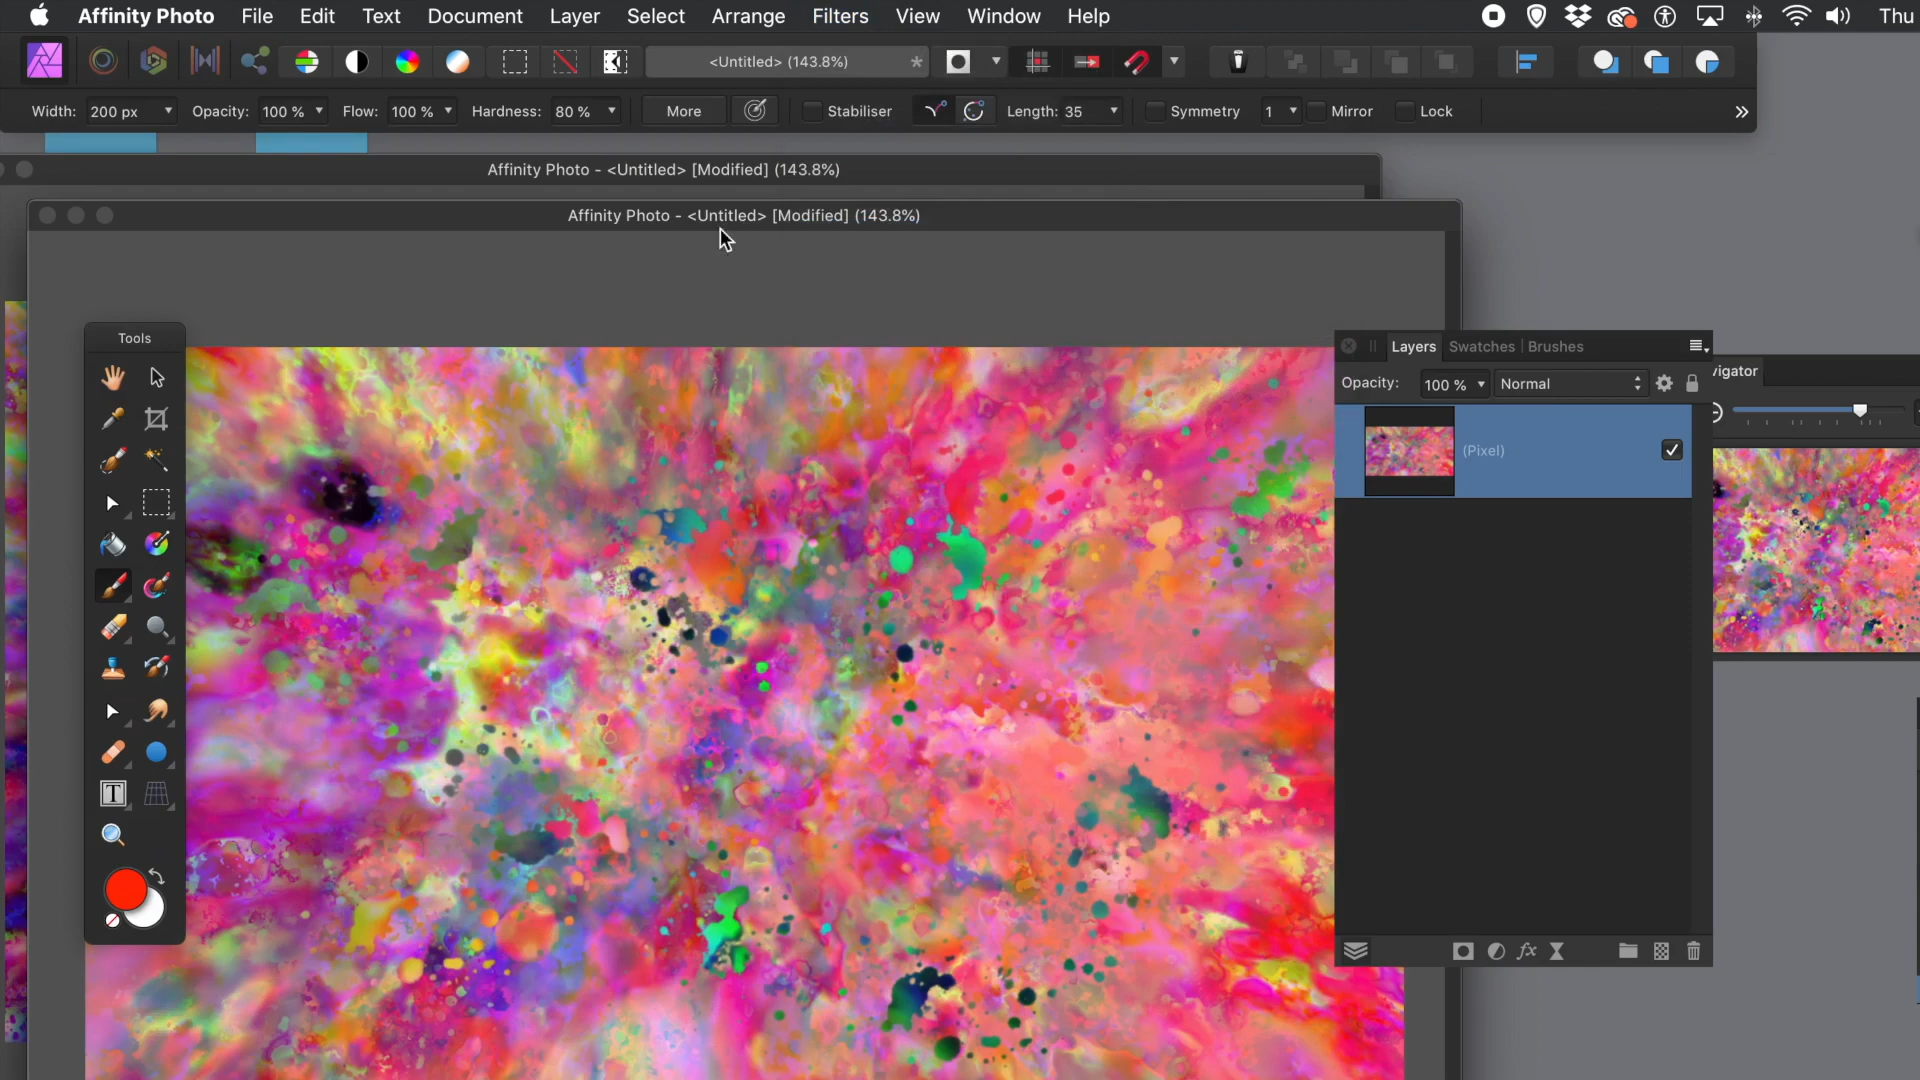 Affinity Photo File Edit Text Document Layer Select Arrange Filters View Window Help Thu
<Untitled> (143.8%) *
Width: 200 px Opacity: 100 % Flow: 100 % Hardness: 80 % More Stabiliser Length: 35 Symmetry 1 Mirror Lock
Affinity Photo - <Untitled> [Modified] (143.8%)
Affinity Photo - <Untitled> [Modified] (143.8%)
Tools
Layers Swatches Brushes
vigator
Opacity: 100 % Normal
(Pixel)
T
fx